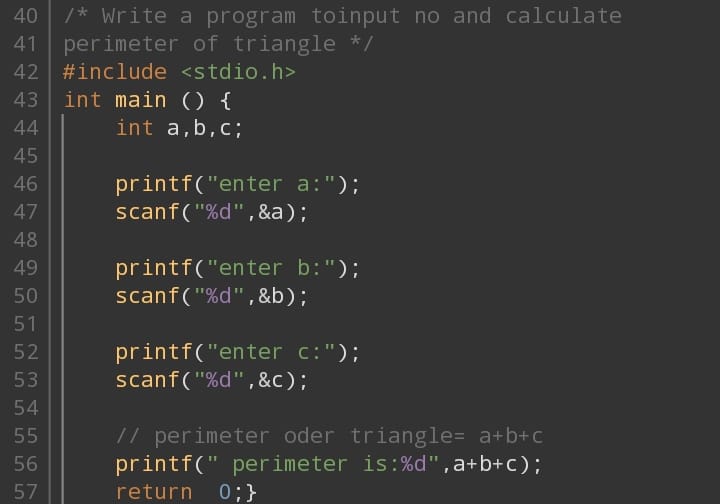 40 /* Write a program toinput no and calculate
41 perimeter of triangle */
42 #include <stdio.h>
43 int main () {
44 int a,b,c;
45
46 printf("enter a:");
47 scanf("%d",&a);
48
49 printf("enter b:");
50 scanf("%d",&b);
51
52 printf("enter c:");
53 scanf("%d",&c);
54
55 // perimeter oder triangle= a+b+c
56 printf(" perimeter is:%d",a+b+c);
57 return  0;}